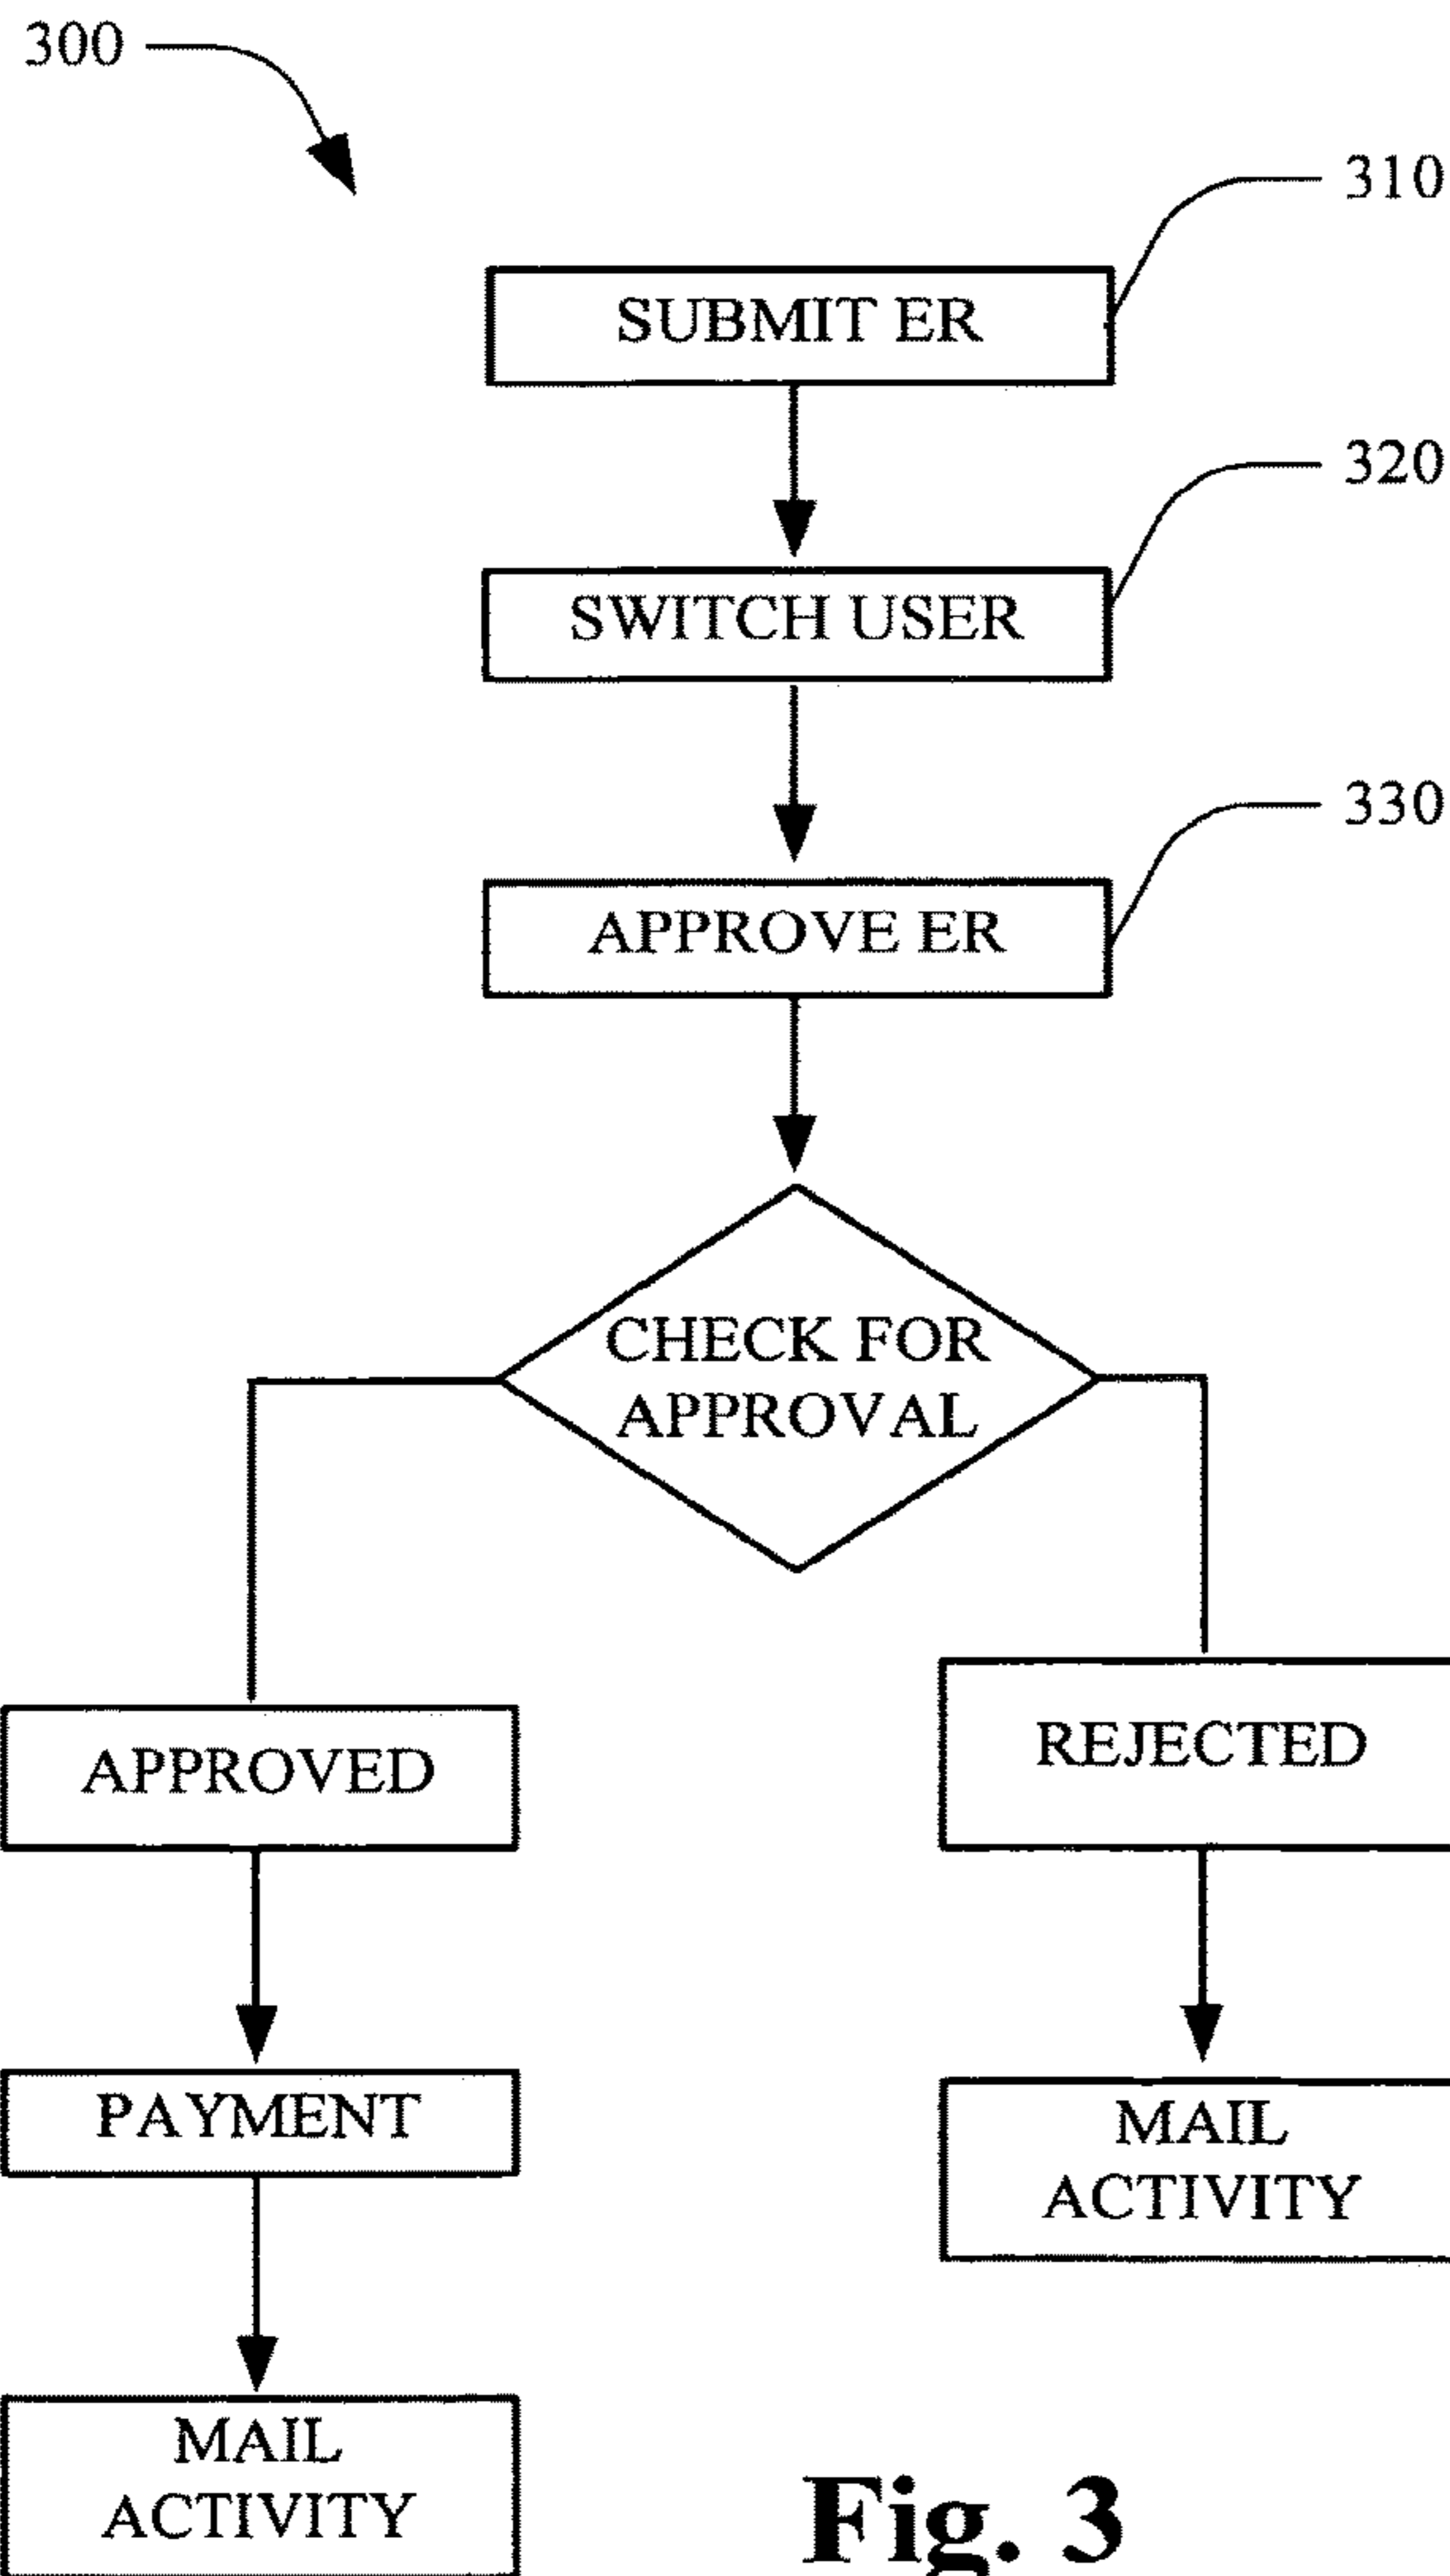 300
310
SUBMIT ER
320
SWITCH USER
330
APPROVE ER
CHECK FOR
APPROVAL
APPROVED
REJECTED
PAYMENT
MAIL
ACTIVITY
MAIL
ACTIVITY
Fig. 3